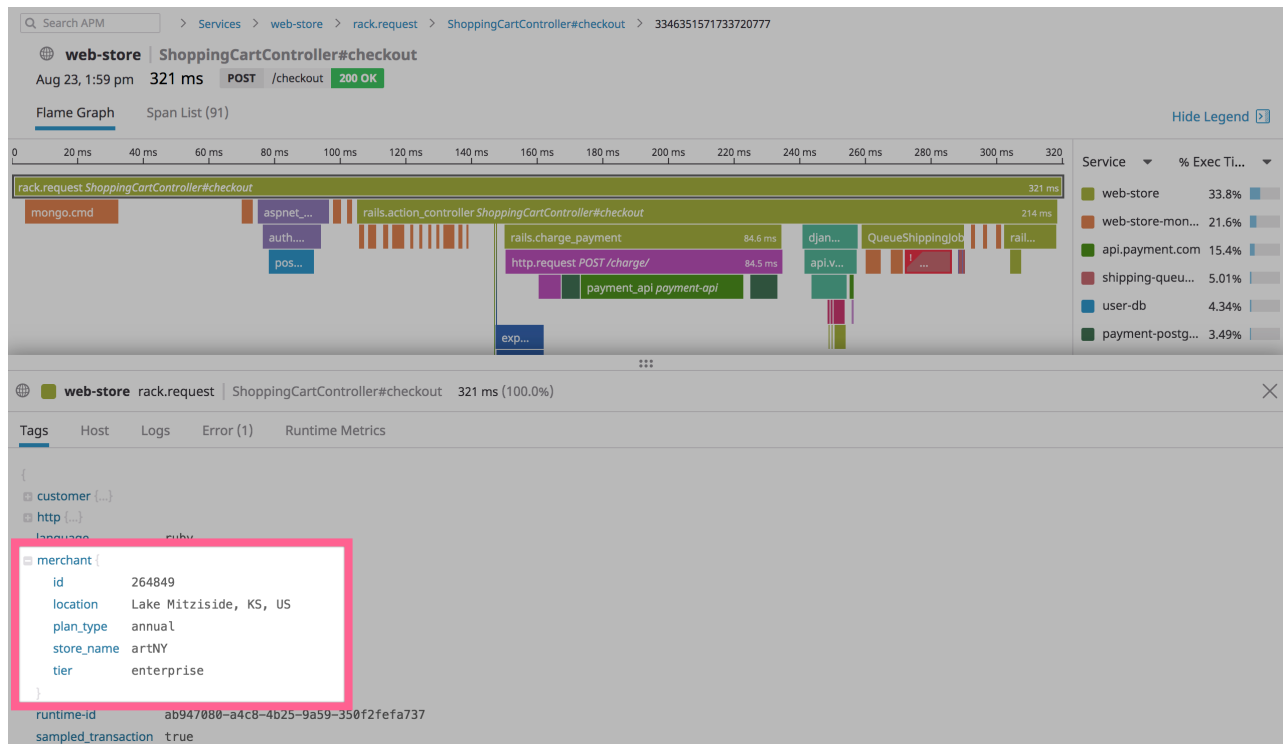 Search APM > Services > web-store > rack.request > ShoppingCartController#checkout > 3346351571733720777
web-store | ShoppingCartController#checkout
Aug 23, 1:59 pm 321 ms POST /checkout 200 OK
Flame Graph Span List (91)
Hide Legend
0 20 ms 40 ms 60 ms 80 ms 100 ms 120 ms 140 ms 160 ms 180 ms 200 ms 220 ms 240 ms 260 ms 280 ms 300 ms 320
Service % Exec Ti...
rack.request ShoppingCartController#checkout 321 ms
web-store 33.8%
mongo.cmd aspnet_... rails.action_controller ShoppingCartController#checkout 214 ms
web-store-mon... 21.6%
auth.... rails.charge_payment 84.6 ms djan... QueueShippingJob rail...
api.payment.com 15.4%
pos... http.request POST /charge/ 84.5 ms api.v... ! ...
shipping-queu... 5.01%
payment_api payment-api
user-db 4.34%
payment-postg... 3.49%
exp...
web-store rack.request | ShoppingCartController#checkout 321 ms (100.0%)
Tags Host Logs Error (1) Runtime Metrics
{
customer {...}
http {...}
language ruby
merchant {
id 264849
location Lake Mitziside, KS, US
plan_type annual
store_name artNY
tier enterprise
}
runtime-id ab947080-a4c8-4b25-9a59-350f2fefa737
sampled_transaction true